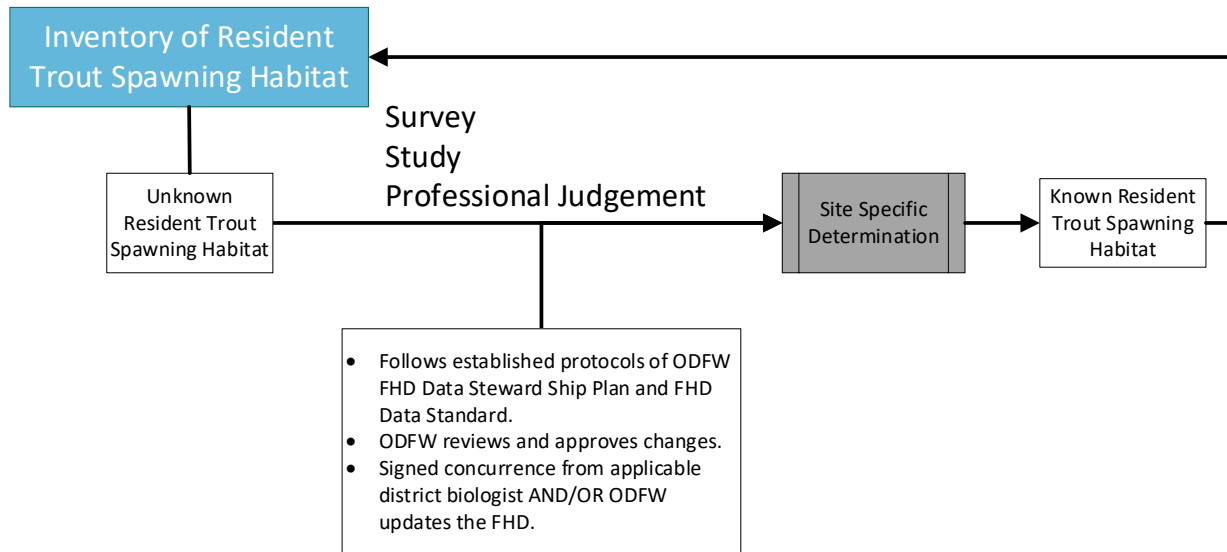 Inventory of Resident
Trout Spawning Habitat
Survey
Study
Professional Judgement
Unknown
Resident Trout
Spawning Habitat
Site Specific
Determination
Known Resident
Trout Spawning
Habitat
• Follows established protocols of ODFW
FHD Data Steward Ship Plan and FHD
Data Standard.
• ODFW reviews and approves changes.
• Signed concurrence from applicable
district biologist AND/OR ODFW
updates the FHD.